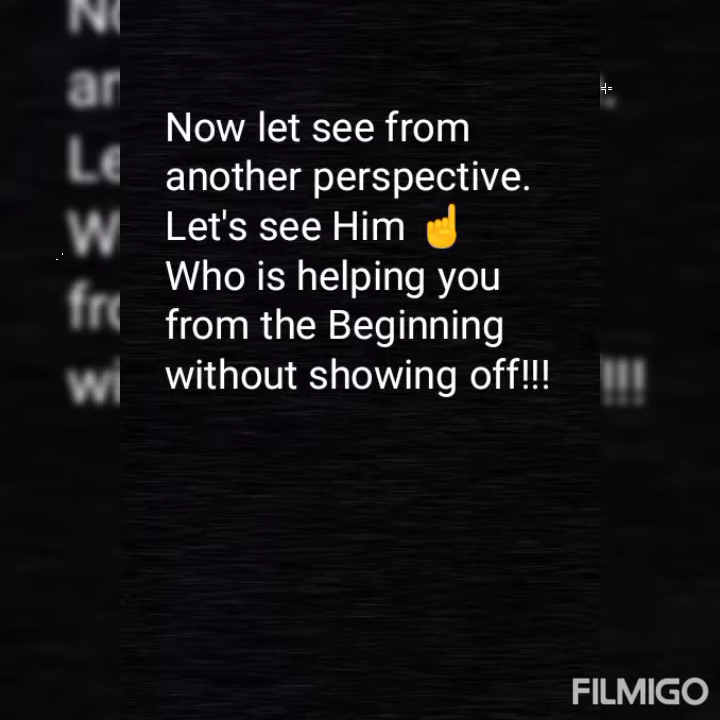 Now let see from
another perspective.
Let's see Him ☝
Who is helping you
from the Beginning
without showing off!!!
FILMIGO